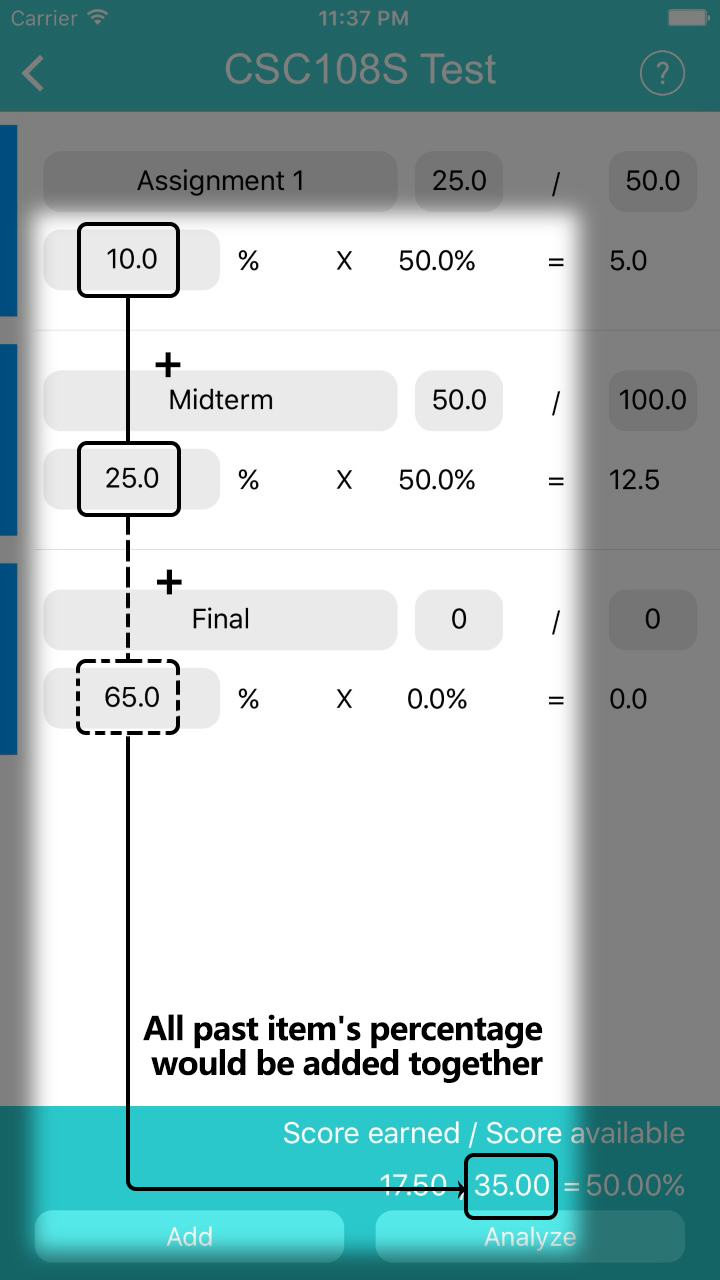 Carrier 11:37 PM
CSC108S Test ?
Assignment 1 25.0 / 50.0
10.0 % X 50.0% = 5.0
+
Midterm 50.0 / 100.0
25.0 % X 50.0% = 12.5
+
Final 0 / 0
65.0 % X 0.0% = 0.0
All past item's percentage
would be added together
Score earned / Score available
17.50 35.00 = 50.00%
Add Analyze